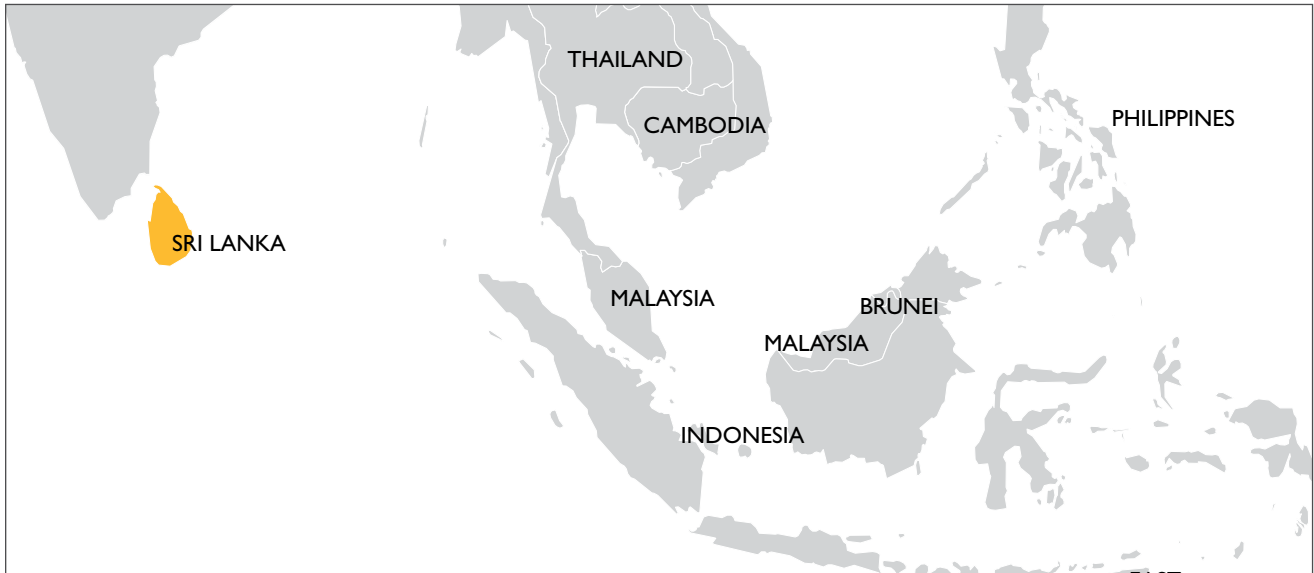 THAILAND
PHILIPPINES
CAMBODIA
SRI LANKA
MALAYSIA
BRUNEI
MALAYSIA
INDONESIA